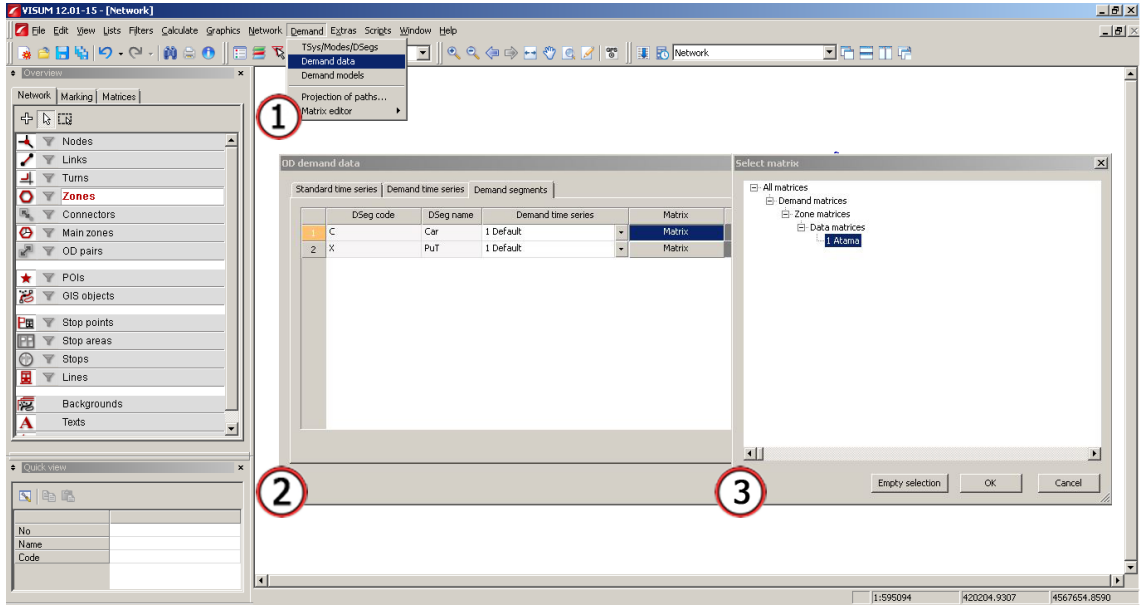 VISUM 12.01-15 - [Network]
File Edit View Lists Filters Calculate Graphics Network Demand Extras Scripts Window Help
TSys/Modes/DSegs
Demand data
Demand models
Projection of paths...
Matrix editor
Network
Overview
Network Marking Matrices
Nodes
Links
Turns
Zones
Connectors
Main zones
OD pairs
POIs
GIS objects
Stop points
Stop areas
Stops
Lines
Backgrounds
Texts
Quick view
No
Name
Code
1
OD demand data
Standard time series Demand time series Demand segments
DSeg code DSeg name Demand time series Matrix
1 C Car 1 Default Matrix
2 X PuT 1 Default Matrix
2
Select matrix
All matrices
Demand matrices
Zone matrices
Data matrices
1 Atama
3
Empty selection OK Cancel
1:595094 420204.9307 4567654.8590